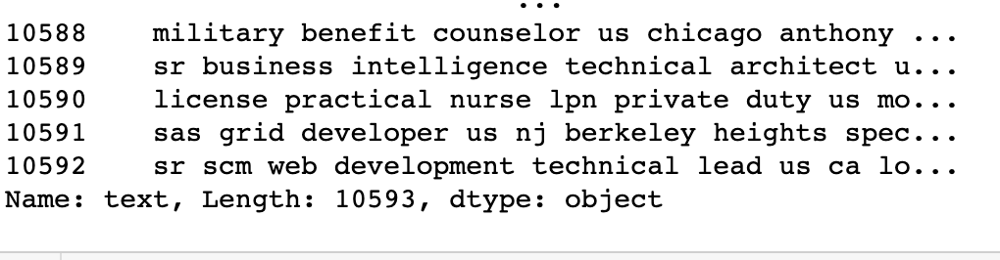 ...
10588    military benefit counselor us chicago anthony ...
10589    sr business intelligence technical architect u...
10590    license practical nurse lpn private duty us mo...
10591    sas grid developer us nj berkeley heights spec...
10592    sr scm web development technical lead us ca lo...
Name: text, Length: 10593, dtype: object